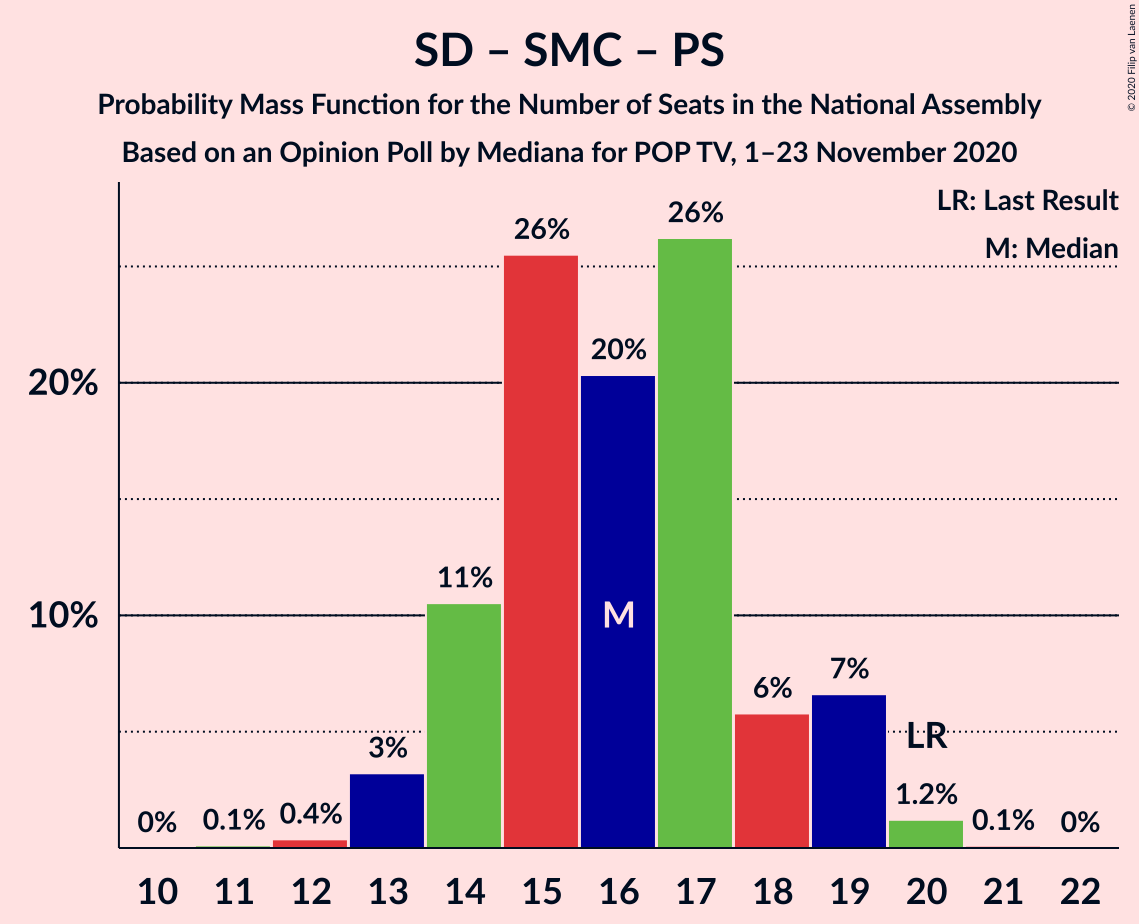 SD – SMC – PS
Probability Mass Function for the Number of Seats in the National Assembly
Based on an Opinion Poll by Mediana for POP TV, 1–23 November 2020
© 2020 Filip van Laenen
LR: Last Result
M: Median
20%
10%
0%
0.1%
0.4%
3%
11%
26%
20%
M
26%
6%
7%
LR
1.2%
0.1%
0%
10 11 12 13 14 15 16 17 18 19 20 21 22